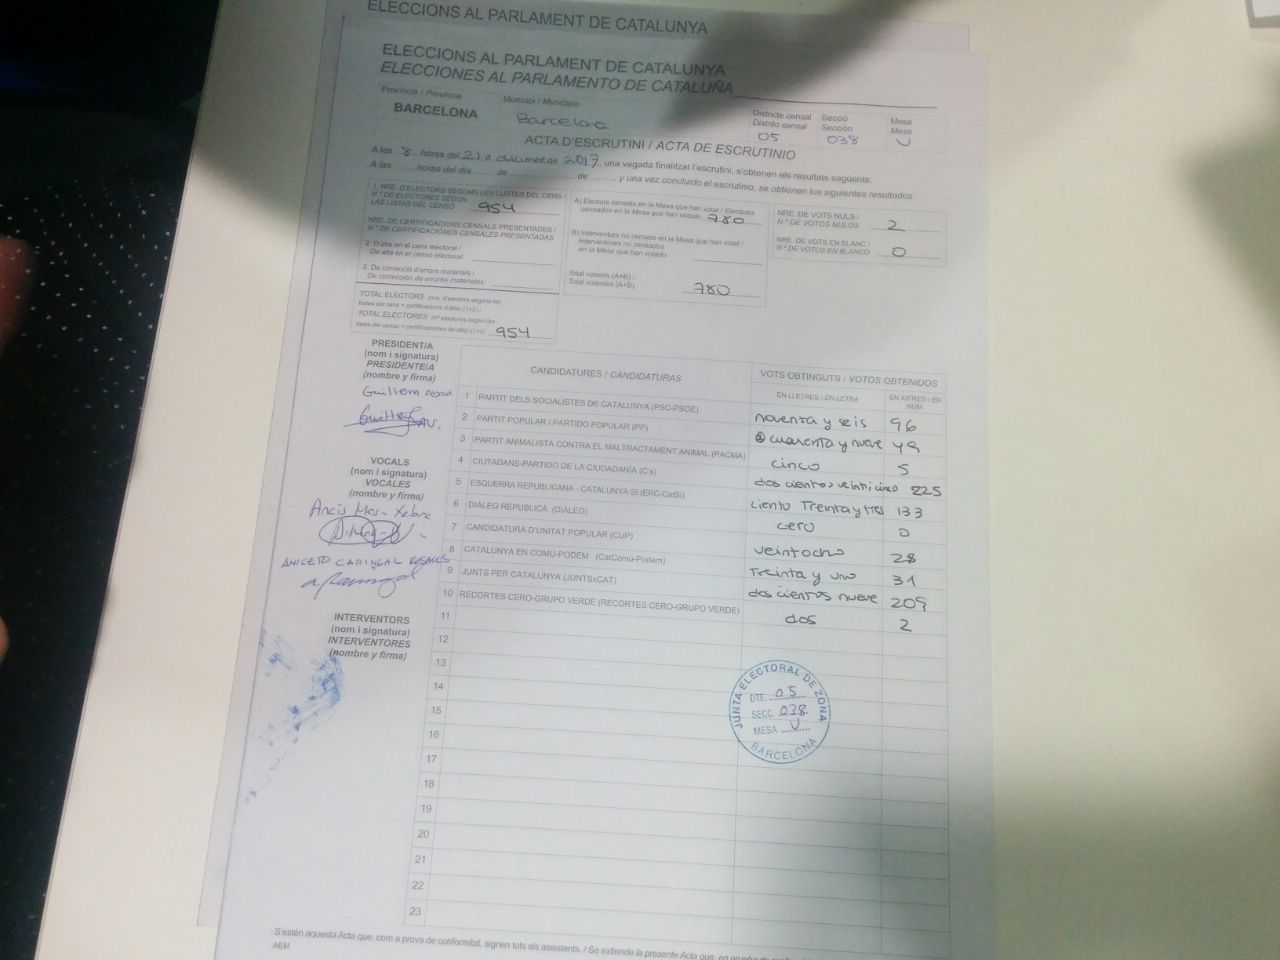 ELECCIONS AL PARLAMENT DE CATALUNYA
ELECCIONS AL PARLAMENT DE CATALUNYA
ELECCIONES AL PARLAMENTO DE CATALUÑA
Provincia / Provincia
BARCELONA
Municipi / Municipio
Barcelona
Districte censal
Distrito censal
05
Secció
Sección
038
Mesa
Mesa
U
ACTA D'ESCRUTINI / ACTA DE ESCRUTINIO
A les 8 hores del 21 d diciembre de 2017, una vegada finalitzat l'escrutini, s'obtenen els resultats següents:
A las ........ horas del día ........ de ........ de ........ y una vez concluido el escrutinio, se obtienen los siguientes resultados
1. NRE. D'ELECTORS SEGONS LES LLISTES DEL CENS /
N.º DE ELECTORES SEGÚN
LAS LISTAS DEL CENSO 954
NRE. DE CERTIFICACIONS CENSALS PRESENTADES /
N.º DE CERTIFICACIONES CENSALES PRESENTADAS
2. D'alta en el cens electoral /
De alta en el censo electoral
3. De correcció d'errors materials /
De corrección de errores materiales
TOTAL ELECTORS: nre. d'electors segons les
llistes del cens + certificacions d'alta) (1+2) /
TOTAL ELECTORES: nº electores según las
listas del censo + certificaciones de alta) (1+2) 954
A) Electors censats en la Mesa que han votat / Electores
censados en la Mesa que han votado 780
B) Interventors no censats en la Mesa que han votat /
Interventores no censados
en la Mesa que han votado
Total votants (A+B) /
Total votantes (A+B) 780
NRE. DE VOTS NULS /
N.º DE VOTOS NULOS 2
NRE. DE VOTS EN BLANC /
N.º DE VOTOS EN BLANCO 0
PRESIDENT/A
(nom i signatura)
PRESIDENTE/A
(nombre y firma)
Guillem
VOCALS
(nom i signatura)
VOCALES
(nombre y firma)
ANICETO CARINGAL ROSALES
INTERVENTORS
(nom i signatura)
INTERVENTORES
(nombre y firma)
CANDIDATURES / CANDIDATURAS
VOTS OBTINGUTS / VOTOS OBTENIDOS
EN LLETRES / EN LETRA
EN XIFRES / EN NÚM
1 PARTIT DELS SOCIALISTES DE CATALUNYA (PSC-PSOE) noventa y seis 96
2 PARTIT POPULAR / PARTIDO POPULAR (PP) cuarenta y nueve 49
3 PARTIT ANIMALISTA CONTRA EL MALTRACTAMENT ANIMAL (PACMA) cinco 5
4 CIUTADANS-PARTIDO DE LA CIUDADANÍA (C's) dos cientos veinticinco 225
5 ESQUERRA REPUBLICANA - CATALUNYA SÍ (ERC-CatSí) ciento Treinta y tres 133
6 DIÀLEG REPUBLICÀ (DIÀLEG) cero 0
7 CANDIDATURA D'UNITAT POPULAR (CUP) veintocho 28
8 CATALUNYA EN COMÚ-PODEM (CatComú-Podem) Treinta y uno 31
9 JUNTS PER CATALUNYA (JUNTSxCAT) dos cientos nueve 209
10 RECORTES CERO-GRUPO VERDE (RECORTES CERO-GRUPO VERDE) dos 2
11
12
13
14
15
16
17
18
19
20
21
22
23
JUNTA ELECTORAL DE ZONA
DTE. 05
SECC. 038
MESA U
BARCELONA
S'estén aquesta Acta que, com a prova de conformitat, signen tots els assistents. / Se extiende la presente Acta que, en prueba de
AEM